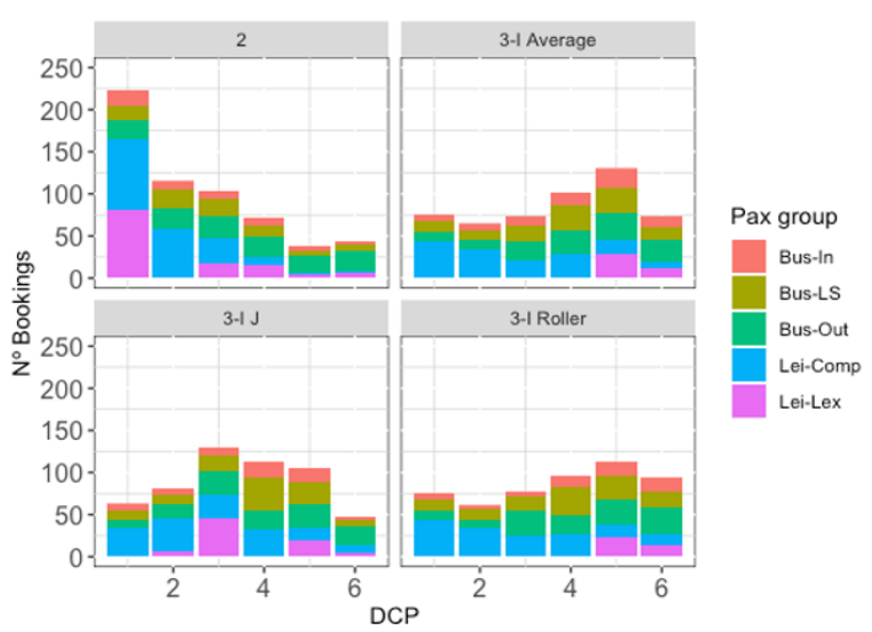 2
3-I Average
250
200
150
100
50
0
3-I J
3-I Roller
250
200
150
100
50
0
2
4
6
2
4
6
Nº Bookings
DCP
Pax group
Bus-In
Bus-LS
Bus-Out
Lei-Comp
Lei-Lex